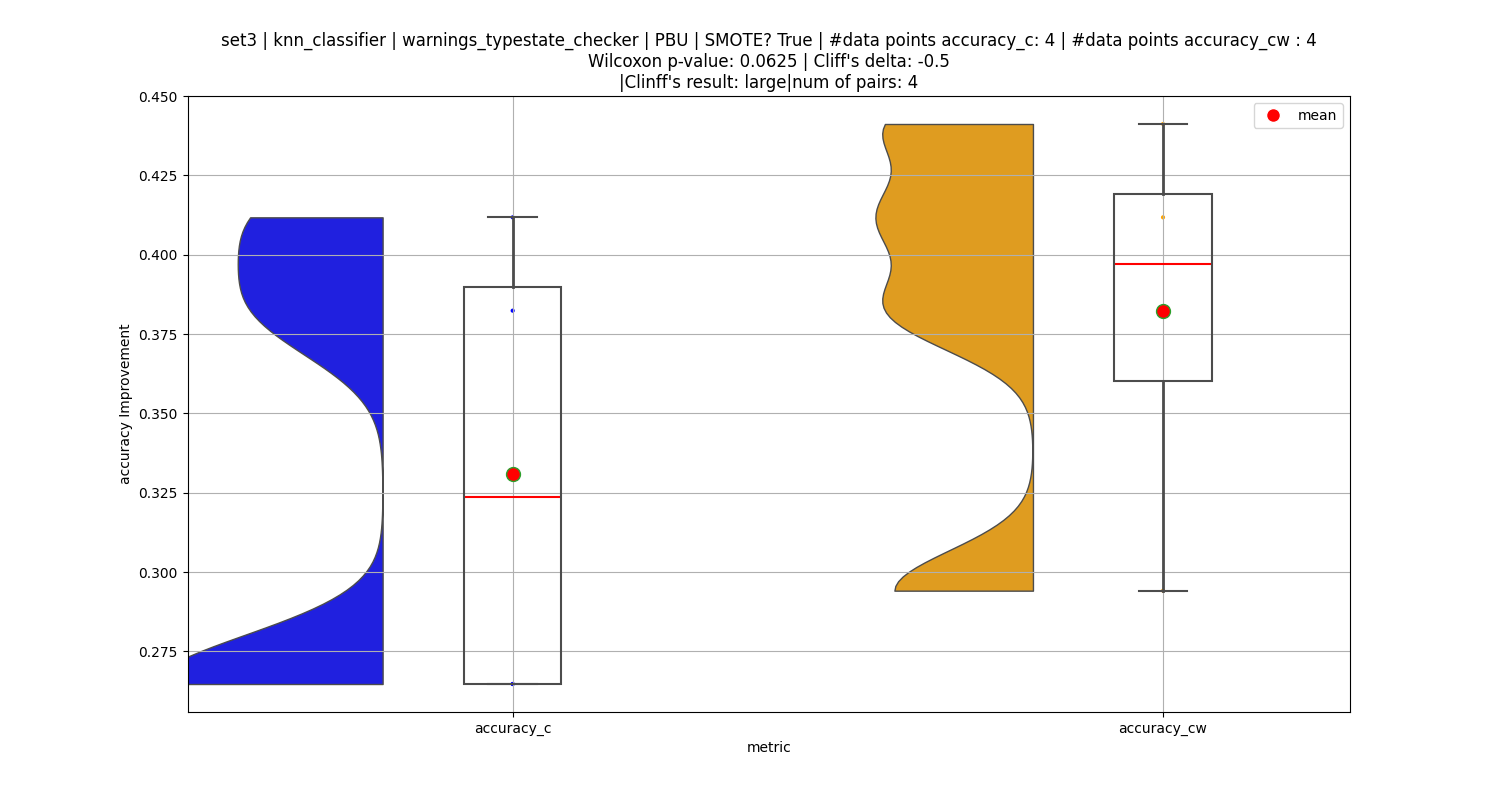 set3 | knn_classifier | warnings_typestate_checker | PBU | SMOTE? True | #data points accuracy_c: 4 | #data points accuracy_cw : 4
Wilcoxon p-value: 0.0625 | Cliff's delta: -0.5
|Clinff's result: large|num of pairs: 4
mean
accuracy Improvement
0.450
0.425
0.400
0.375
0.350
0.325
0.300
0.275
accuracy_c
accuracy_cw
metric